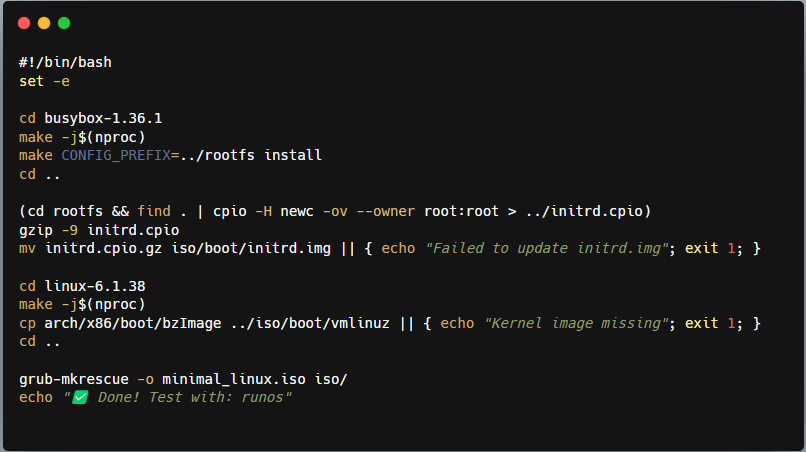 #!/bin/bash
set -e
cd busybox-1.36.1
make -j$(nproc)
make CONFIG_PREFIX=../rootfs install
cd ..
(cd rootfs && find . | cpio -H newc -ov --owner root:root > ../initrd.cpio)
gzip -9 initrd.cpio
mv initrd.cpio.gz iso/boot/initrd.img || { echo "Failed to update initrd.img"; exit 1; }
cd linux-6.1.38
make -j$(nproc)
cp arch/x86/boot/bzImage ../iso/boot/vmlinuz || { echo "Kernel image missing"; exit 1; }
cd ..
grub-mkrescue -o minimal_linux.iso iso/
echo "✅ Done! Test with: runos"